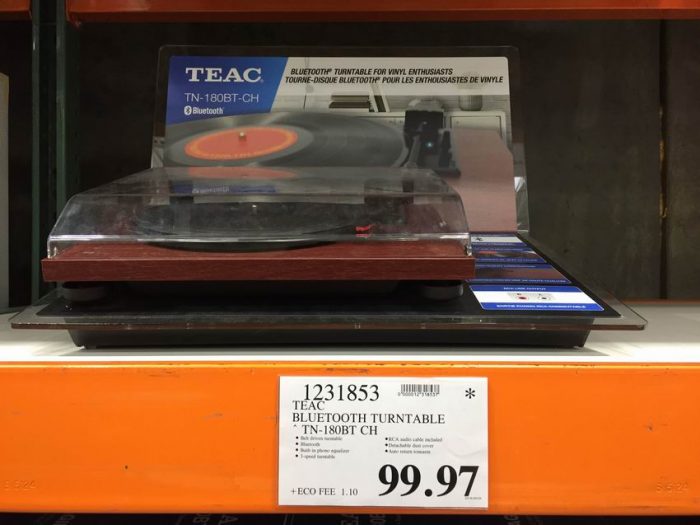 TEAC
TN-180BT-CH
Bluetooth
BLUETOOTH® TURNTABLE FOR VINYL ENTHUSIASTS
TOURNE-DISQUE BLUETOOTH® POUR LES ENTHOUSIASTES DE VINYLE
1231853 *
TEAC
BLUETOOTH TURNTABLE
^ TN-180BT CH
Belt driven turntable
Bluetooth
Built in phono equalizer
3 speed turntable
RCA audio cable included
Detachable dust cover
Auto return tonearm
+ECO FEE 1.10
99.97